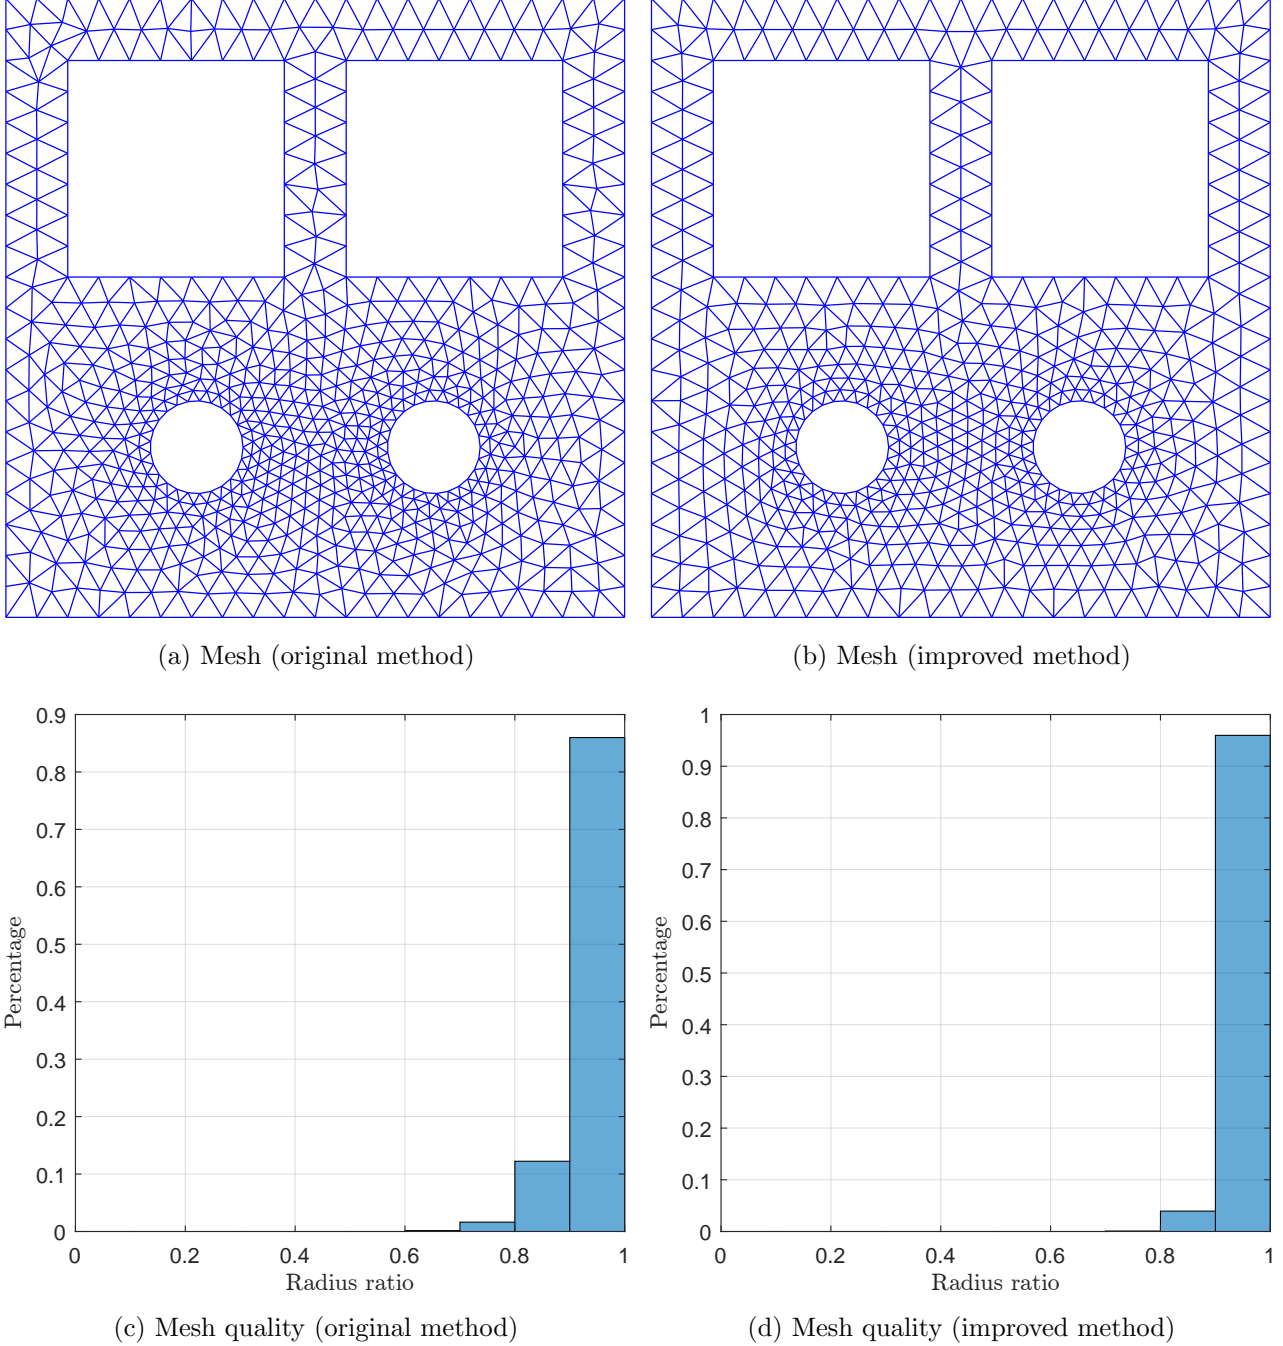 (a) Mesh (original method)
(b) Mesh (improved method)
0.9
0.8
0.7
0.6
0.5
0.4
0.3
0.2
0.1
0
Percentage
0 0.2 0.4 0.6 0.8 1
Radius ratio
(c) Mesh quality (original method)
1
0.9
0.8
0.7
0.6
0.5
0.4
0.3
0.2
0.1
0
Percentage
0 0.2 0.4 0.6 0.8 1
Radius ratio
(d) Mesh quality (improved method)